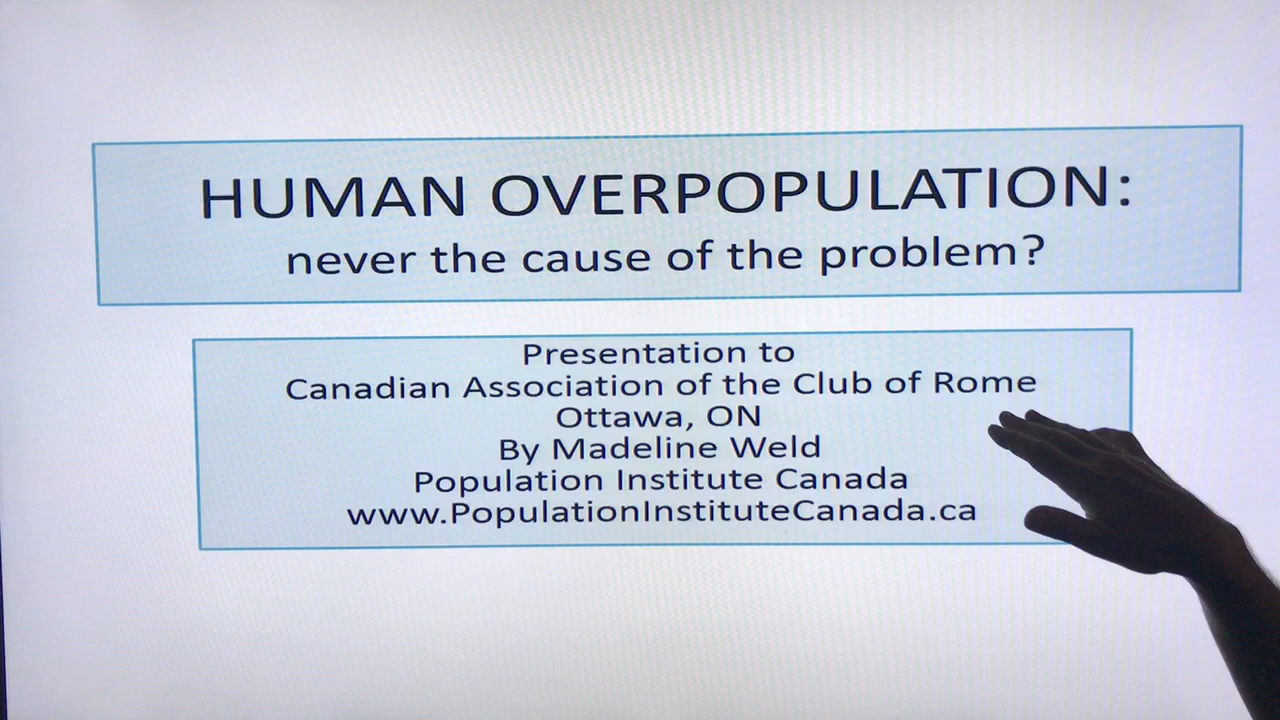 HUMAN OVERPOPULATION:
never the cause of the problem?
Presentation to
Canadian Association of the Club of Rome
Ottawa, ON
By Madeline Weld
Population Institute Canada
www.PopulationInstituteCanada.ca